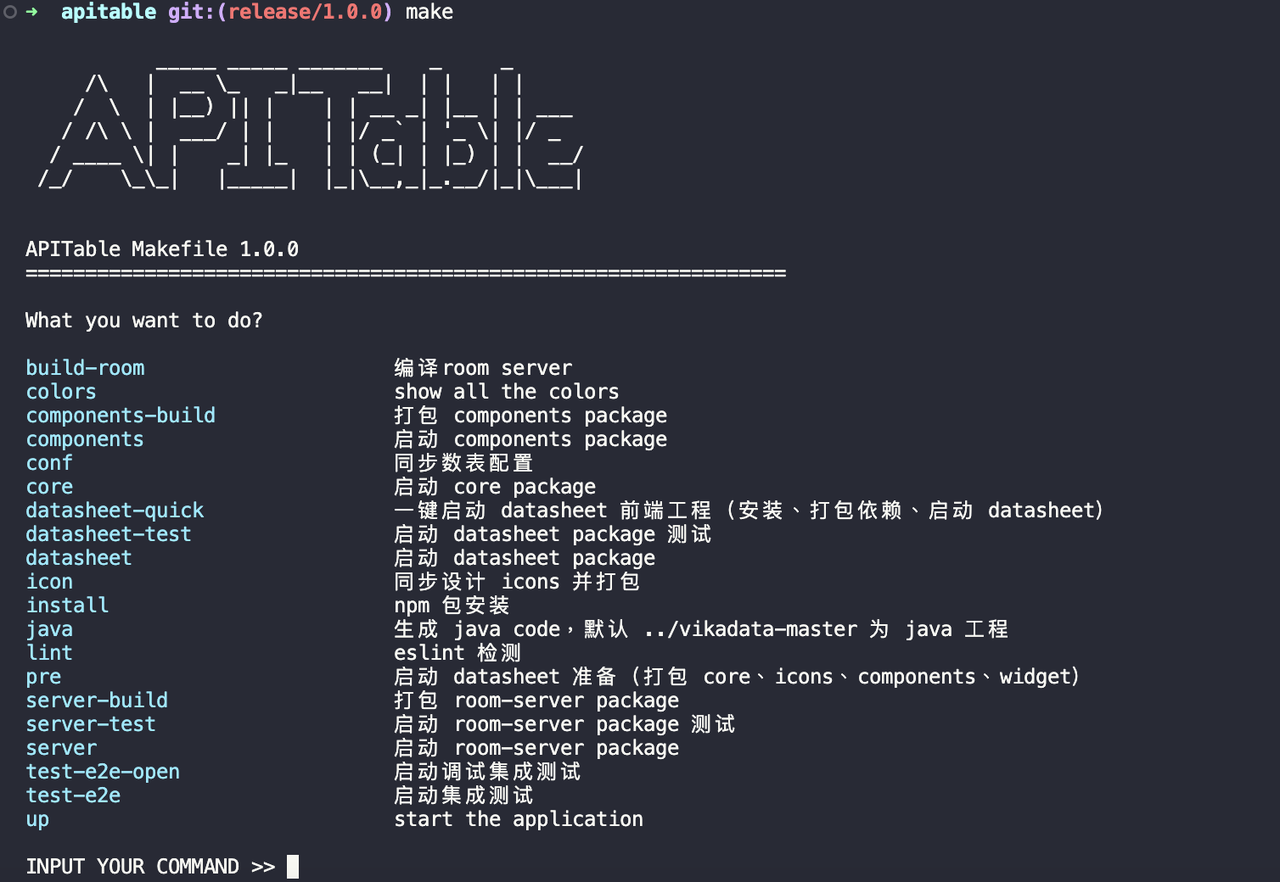 ➜ apitable git:(release/1.0.0) make
APITable
APITable Makefile 1.0.0
================================================================
What you want to do?
build-room 编译room server
colors show all the colors
components-build 打包 components package
components 启动 components package
conf 同步数表配置
core 启动 core package
datasheet-quick 一键启动 datasheet 前端工程（安装、打包依赖、启动 datasheet）
datasheet-test 启动 datasheet package 测试
datasheet 启动 datasheet package
icon 同步设计 icons 并打包
install npm 包安装
java 生成 java code，默认 ../vikadata-master 为 java 工程
lint eslint 检测
pre 启动 datasheet 准备（打包 core、icons、components、widget）
server-build 打包 room-server package
server-test 启动 room-server package 测试
server 启动 room-server package
test-e2e-open 启动调试集成测试
test-e2e 启动集成测试
up start the application
INPUT YOUR COMMAND >>